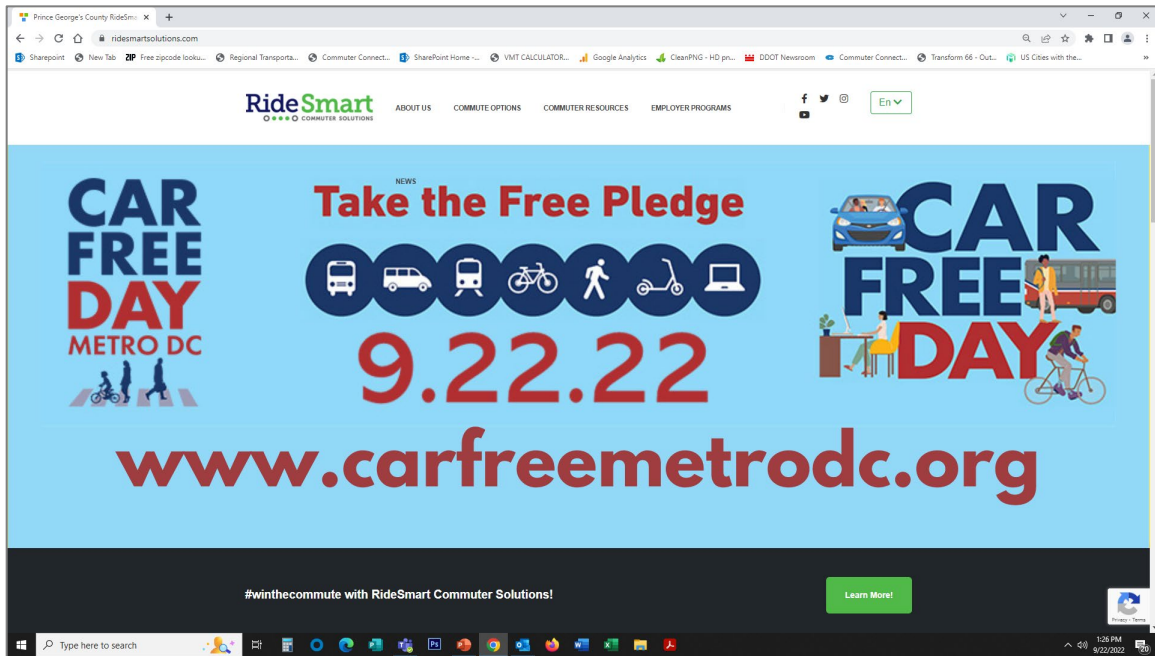 Prince George's County RideSma
ridesmartsolutions.com
Sharepoint New Tab ZIP Free zipcode looku... Regional Transporta... Commuter Connect... SharePoint Home -... VMT CALCULATOR... Google Analytics CleanPNG - HD pn... DDOT Newsroom Commuter Connect... Transform 66 - Out... US Cities with the... »
RideSmart
COMMUTER SOLUTIONS
ABOUT US COMMUTE OPTIONS COMMUTER RESOURCES EMPLOYER PROGRAMS
En
NEWS
CAR
FREE
DAY
METRO DC
Take the Free Pledge
9.22.22
CAR
FREE
DAY
www.carfreemetrodc.org
#winthecommute with RideSmart Commuter Solutions!
Learn More!
Privacy - Terms
Type here to search
Ps
1:26 PM
9/22/2022
20